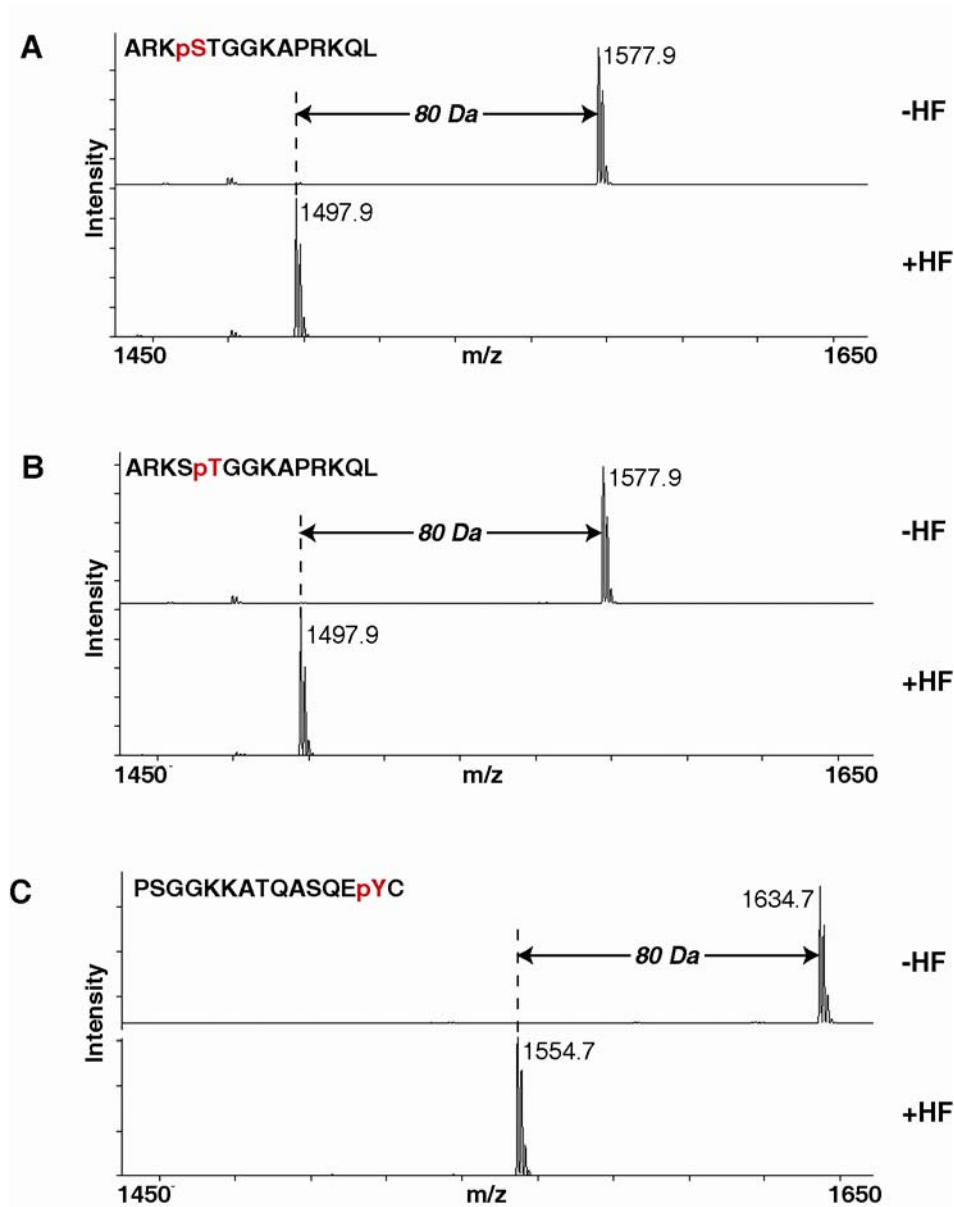 A
ARKpSTGGKAPRKQL
1577.9
80 Da
-HF
Intensity
1497.9
+HF
1450 m/z 1650
B
ARKSpTGGKAPRKQL
1577.9
80 Da
-HF
Intensity
1497.9
+HF
1450 m/z 1650
C
PSGGKKATQASQEpYC
1634.7
80 Da
-HF
Intensity
1554.7
+HF
1450 m/z 1650